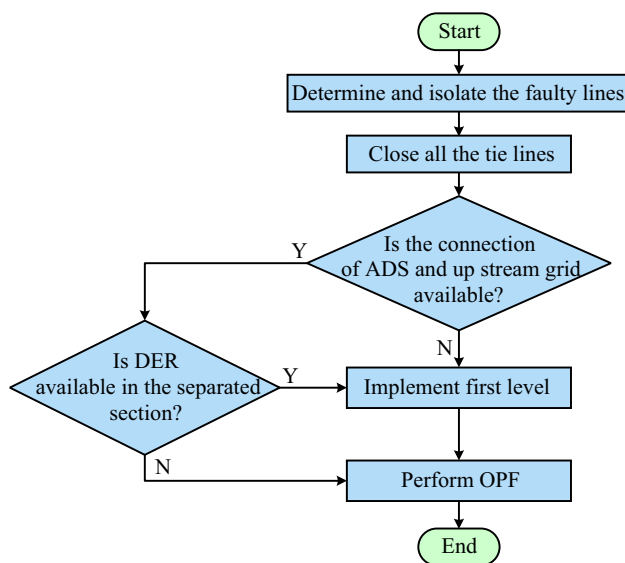 Start
Determine and isolate the faulty lines
Close all the tie lines
Is the connection
of ADS and up stream grid
available?
Y
N
Is DER
available in the separated
section?
Y
Implement first level
N
Perform OPF
End